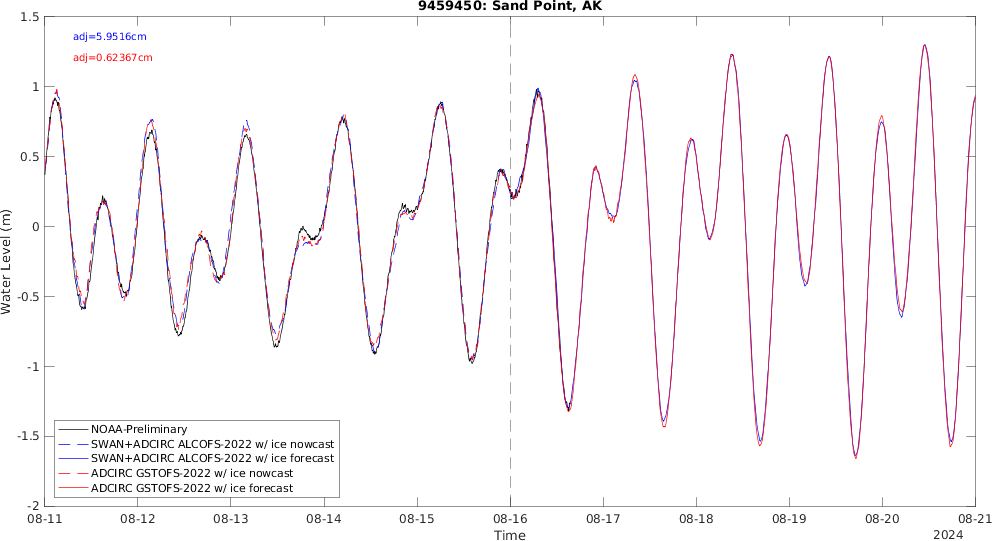 9459450: Sand Point, AK
adj=5.9516cm
adj=0.62367cm
1.5
1
0.5
0
-0.5
-1
-1.5
-2
Water Level (m)
NOAA-Preliminary
SWAN+ADCIRC ALCOFS-2022 w/ ice nowcast
SWAN+ADCIRC ALCOFS-2022 w/ ice forecast
ADCIRC GSTOFS-2022 w/ ice nowcast
ADCIRC GSTOFS-2022 w/ ice forecast
08-11 08-12 08-13 08-14 08-15 08-16 08-17 08-18 08-19 08-20 08-21
Time
2024